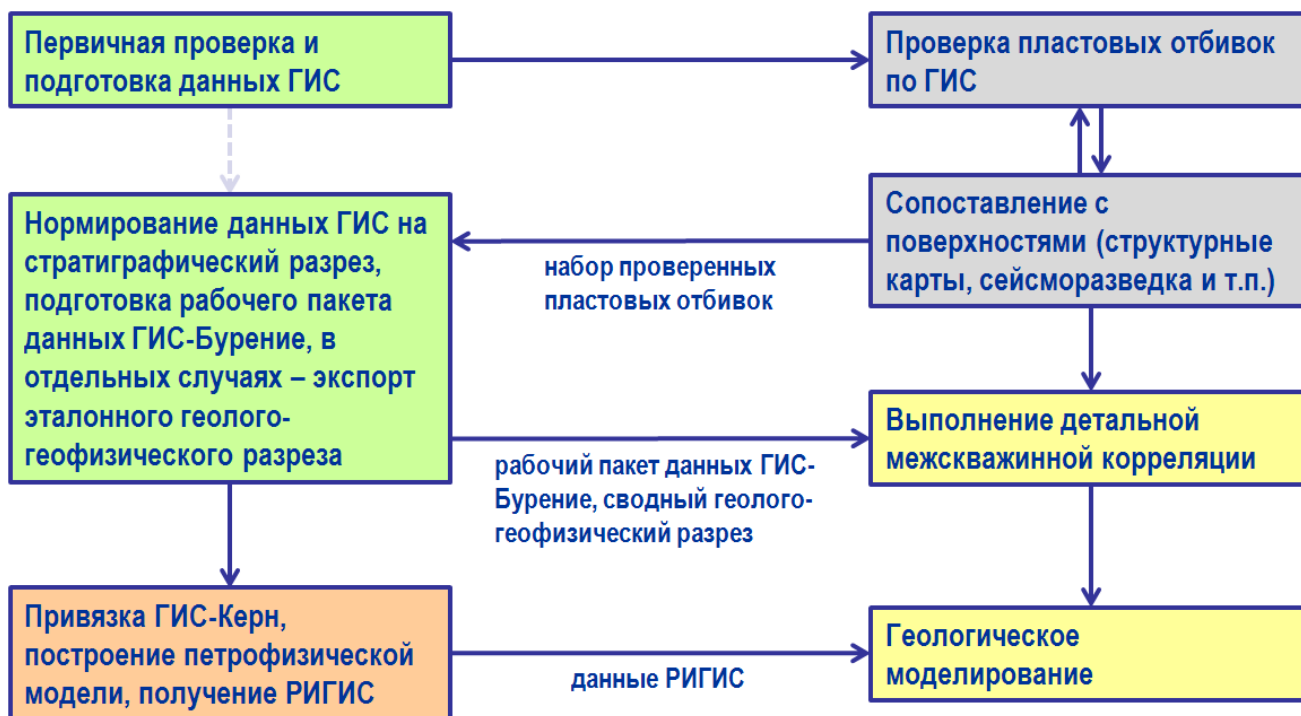 Первичная проверка и
подготовка данных ГИС
Проверка пластовых отбивок
по ГИС
Нормирование данных ГИС на
стратиграфический разрез,
подготовка рабочего пакета
данных ГИС-Бурение, в
отдельных случаях – экспорт
эталонного геолого-
геофизического разреза
набор проверенных
пластовых отбивок
Сопоставление с
поверхностями (структурные
карты, сейсморазведка и т.п.)
рабочий пакет данных ГИС-
Бурение, сводный геолого-
геофизический разрез
Выполнение детальной
межскважинной корреляции
Привязка ГИС-Керн,
построение петрофизической
модели, получение РИГИС
данные РИГИС
Геологическое
моделирование